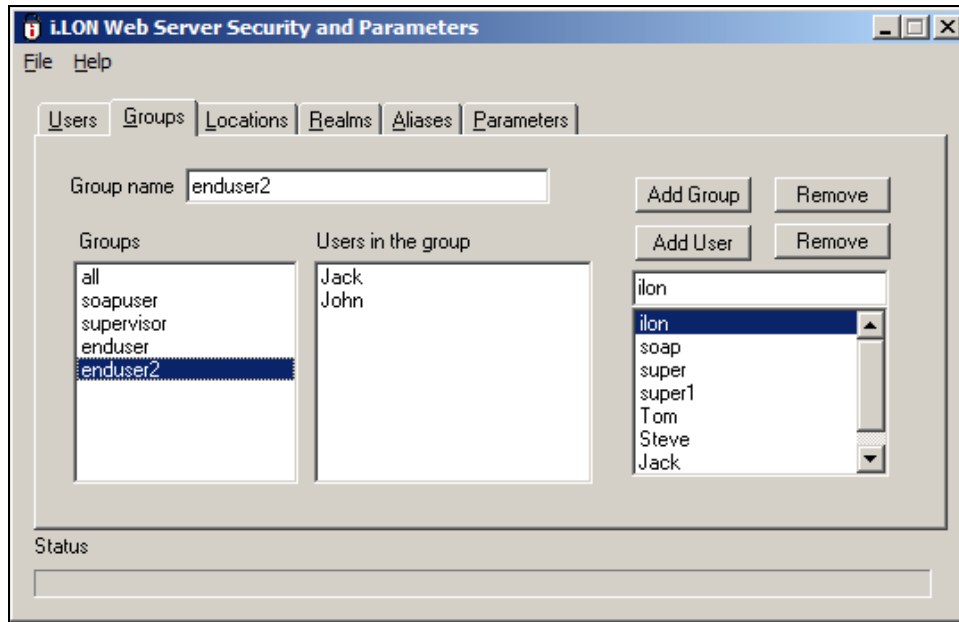 i.LON Web Server Security and Parameters
File Help
Users Groups Locations Realms Aliases Parameters
Group name enduser2
Add Group Remove
Groups Users in the group Add User Remove
all
soapuser
supervisor
enduser
enduser2
Jack
John
ilon
ilon
soap
super
super1
Tom
Steve
Jack
Status